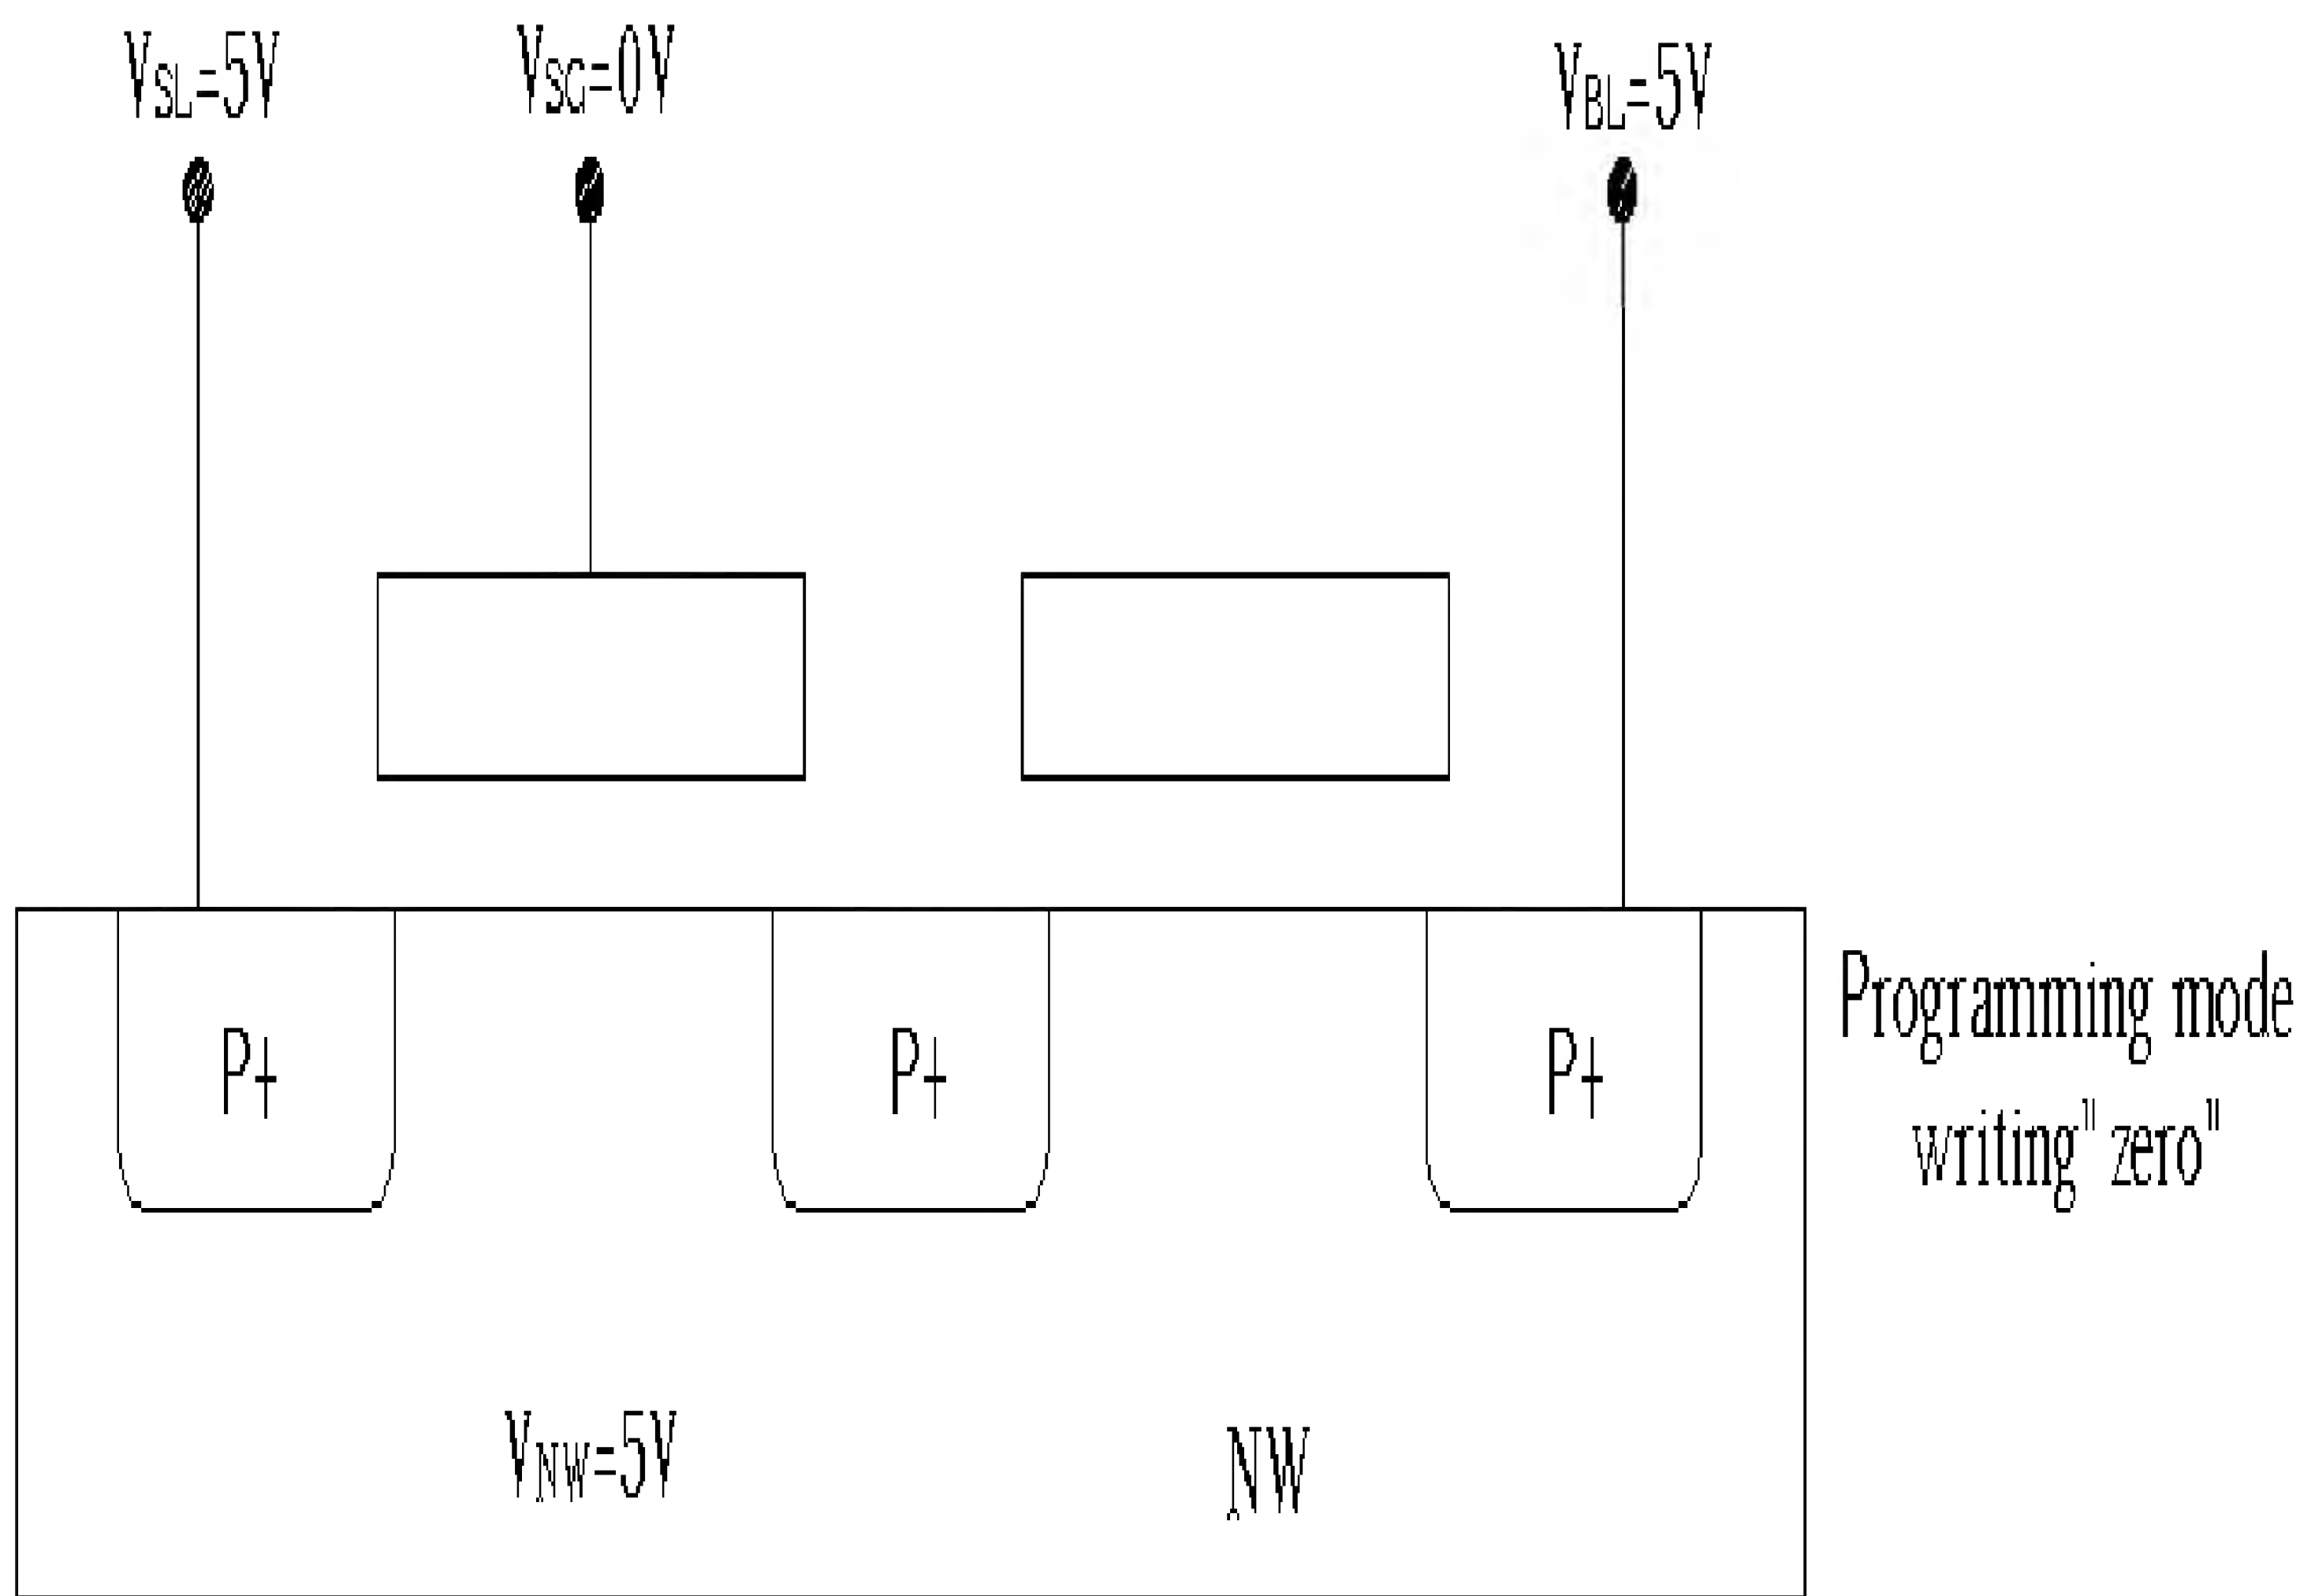 VSL=5V
VSG=0V
VBL=5V
P+
P+
P+
Programming mode
writing" zero"
VNW=5V
NW